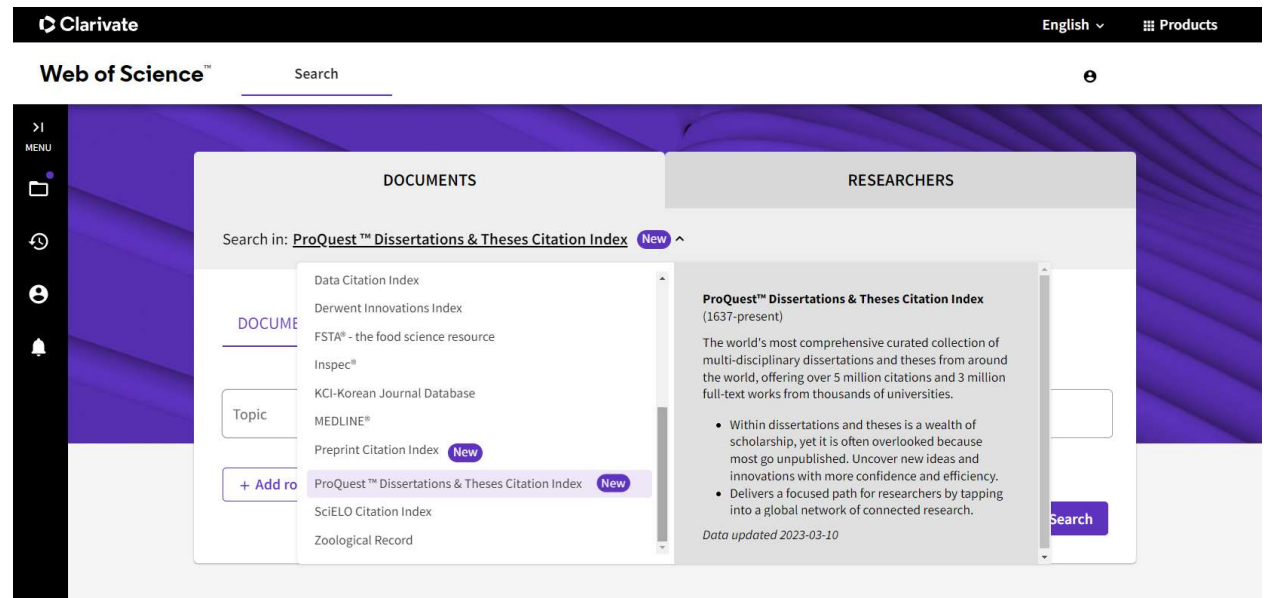 Clarivate
English
Products
Web of Science™
Search
MENU
DOCUMENTS
RESEARCHERS
Search in: ProQuest ™ Dissertations & Theses Citation Index New
Data Citation Index
Derwent Innovations Index
FSTA® - the food science resource
Inspec®
KCI-Korean Journal Database
MEDLINE®
Preprint Citation Index New
ProQuest ™ Dissertations & Theses Citation Index New
SciELO Citation Index
Zoological Record
ProQuest™ Dissertations & Theses Citation Index
(1637-present)
The world's most comprehensive curated collection of
multi-disciplinary dissertations and theses from around
the world, offering over 5 million citations and 3 million
full-text works from thousands of universities.
• Within dissertations and theses is a wealth of
scholarship, yet it is often overlooked because
most go unpublished. Uncover new ideas and
innovations with more confidence and efficiency.
• Delivers a focused path for researchers by tapping
into a global network of connected research.
Data updated 2023-03-10
DOCUME
Topic
+ Add ro
Search